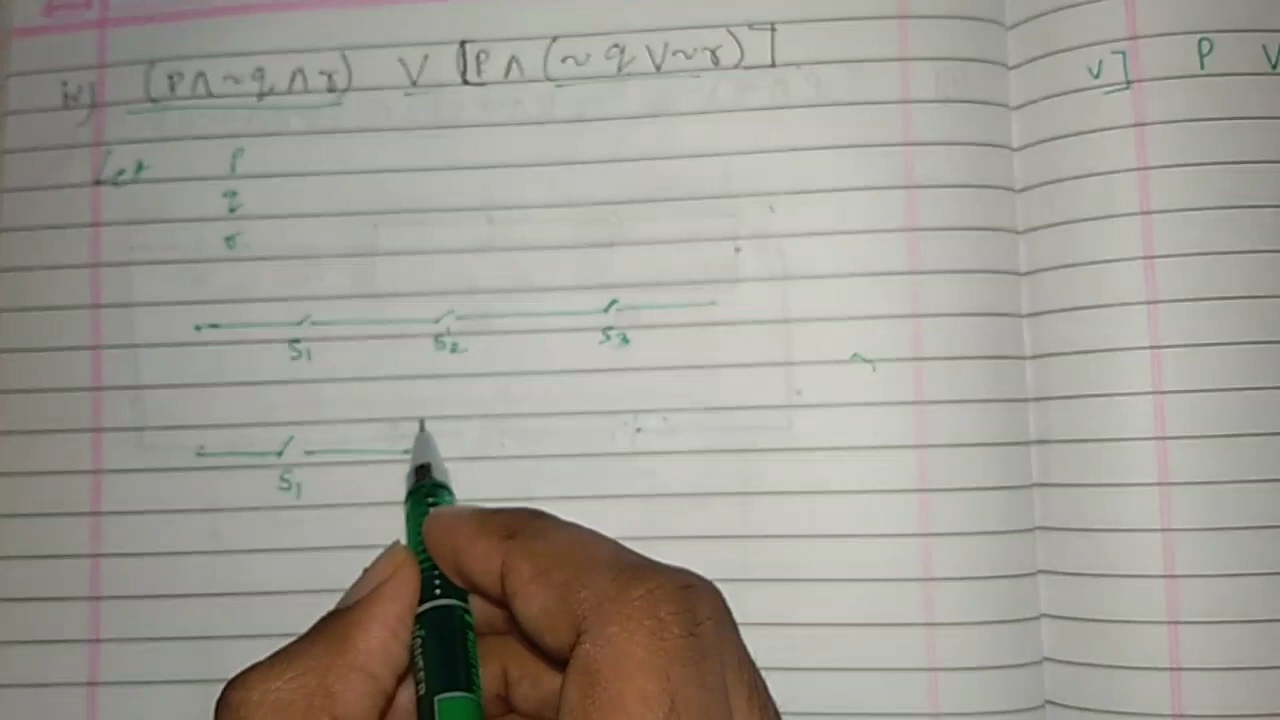 iv) (p∧~q∧r) ∨ [p∧(~q∨~r)]
v] P V
Let p
q
r
S₁ S₂' S₃
S₁